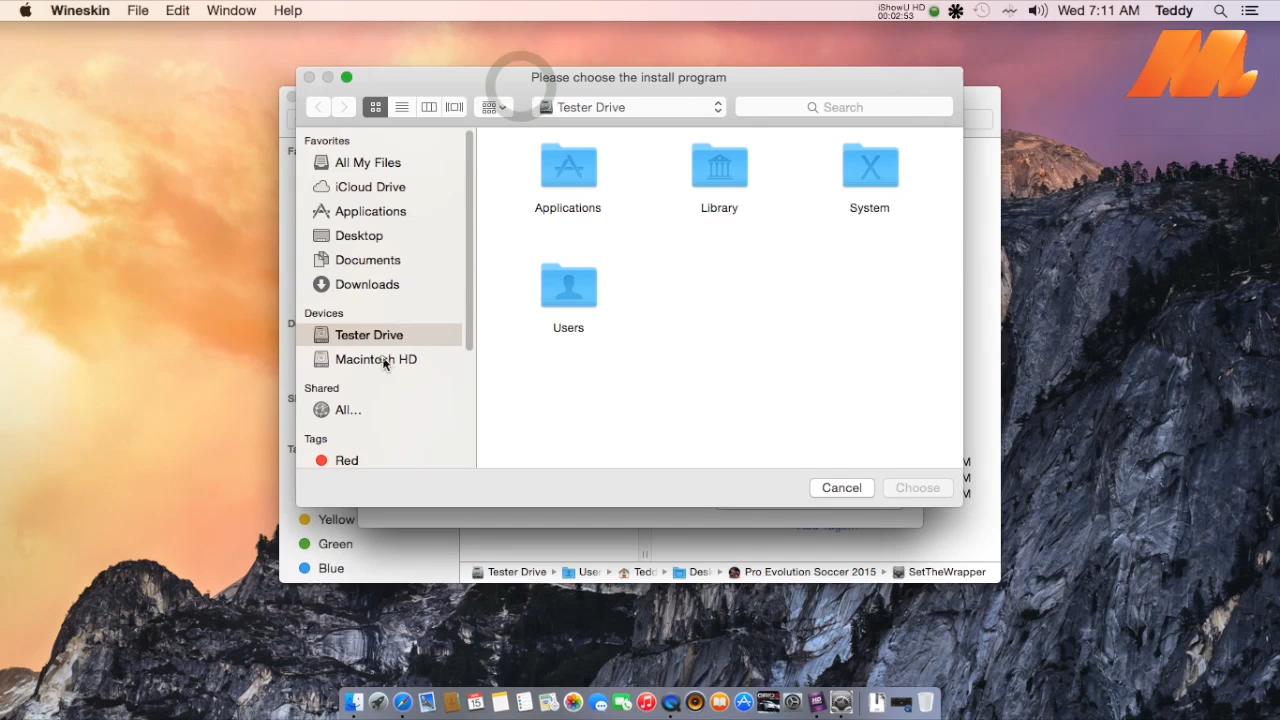 Wineskin File Edit Window Help
iShowU HD
00:02:53
Wed 7:11 AM Teddy
Please choose the install program
Tester Drive
Search
Favorites
All My Files
iCloud Drive
Applications
Desktop
Documents
Downloads
Devices
Tester Drive
Macintosh HD
Shared
All...
Tags
Red
Applications
Library
System
Users
Cancel
Choose
Yellow
Green
Blue
Tester Drive
Pro Evolution Soccer 2015
SetTheWrapper